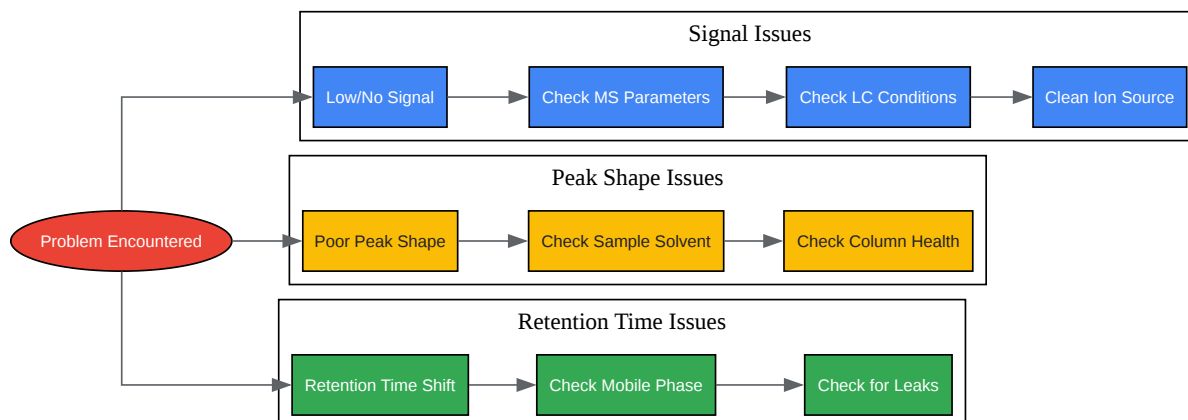 Signal Issues
Low/No Signal
Check MS Parameters
Check LC Conditions
Clean Ion Source
Problem Encountered
Peak Shape Issues
Poor Peak Shape
Check Sample Solvent
Check Column Health
Retention Time Issues
Retention Time Shift
Check Mobile Phase
Check for Leaks